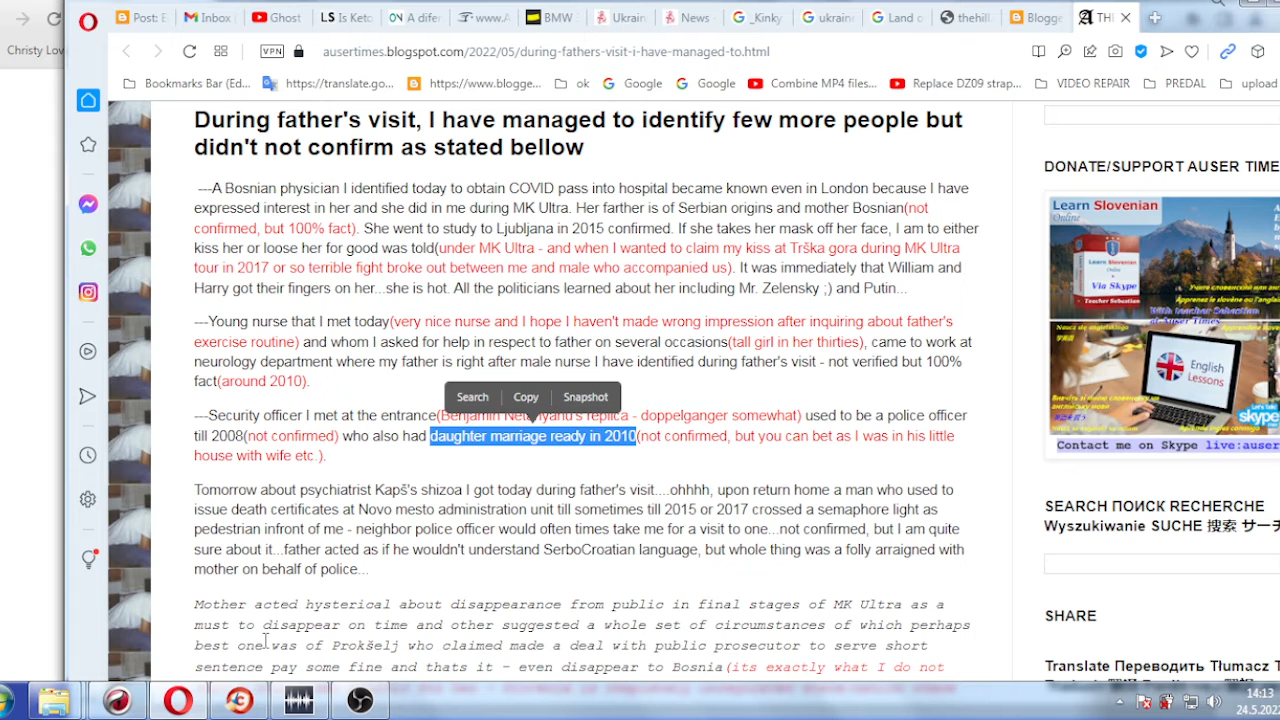 Post: E
Inbox (
Ghost
LS Is Keto
A difer
www.A
BMW
Ukrain
News -
_Kinky
ukraine
Land o
thehill
Blogge
TH
Christy Lov
VPN
ausertimes.blogspot.com/2022/05/during-fathers-visit-i-have-managed-to.html
Bookmarks Bar (Ed...
https://translate.go...
https://www.blogge...
ok
Google
Google
Combine MP4 files...
Replace DZ09 strap...
VIDEO REPAIR
PREDAL
upload
During father's visit, I have managed to identify few more people but
didn't not confirm as stated bellow
---A Bosnian physician I identified today to obtain COVID pass into hospital became known even in London because I have
expressed interest in her as she did in me during MK Ultra. Her farther is of Serbian origins and mother Bosnian(not
confirmed, but 100% fact). She went to study to Ljubljana in 2015 confirmed. If she takes her mask off her face, I am to either
kiss her or loose her for good was told(under MK Ultra - and when I wanted to claim my kiss at Trška gora during MK Ultra
tour in 2017 or so terrible fight broke out between me and male who accompanied us). It was immediately that William and
Harry got their fingers on her...she is hot. All the politicians learned about her including Mr. Zelensky ;) and Putin...
---Young nurse that I met today(very nice nurse and I hope I haven't made wrong impression after inquiring about father's
exercise routine) and when I asked for help in respect to father on several occasions(tall girl in her thirties), came to work at
neurology department where my father is right after male nurse I have identified during father's visit - not verified but 100%
fact(around 2010).
Search
Copy
Snapshot
---Security officer I met at the entrance(Benjamin Netanyahu's replica - doppelganger somewhat) used to be a police officer
till 2008(not confirmed) who also had daughter marriage ready in 2010(not confirmed, but you can bet as I was in his little
house with wife etc.).
Tomorrow about psychiatrist Kapš's shizoa I got today during father's visit....ohhhh, upon return home a man who used to
issue death certificates at Novo mesto administration unit till sometimes till 2015 or 2017 crossed a semaphore light as
pedestrian infront of me - neighbor police officer would often times take me for a visit to one...not confirmed, but I am quite
sure about it...father acted as if he wouldn't understand SerboCroatian language, but whole thing was a folly arraigned with
mother on behalf of police...
Mother acted hysterical about disappearance from public in final stages of MK Ultra as a
must to disappear on time and other suggested a whole set of circumstances of which perhaps
best one was of Prokšelj who claimed made a deal with public prosecutor to serve short
sentence pay some fine and thats it - even disappear to Bosnia(its exactly what I do not
DONATE/SUPPORT AUSER TIME
Learn Slovenian
Online
Learn Slovenian
Via Skype
Teacher Sebastian
With teacher Sebastian
at Auser Times
English
Lessons
skype
Contact me on Skype live:auser
SEARCH ПОИСК RECHERCHE
Wyszukiwanie SUCHE 搜索 サー
SHARE
Translate Переводить Tłumacz T
14:13
24.5.2022